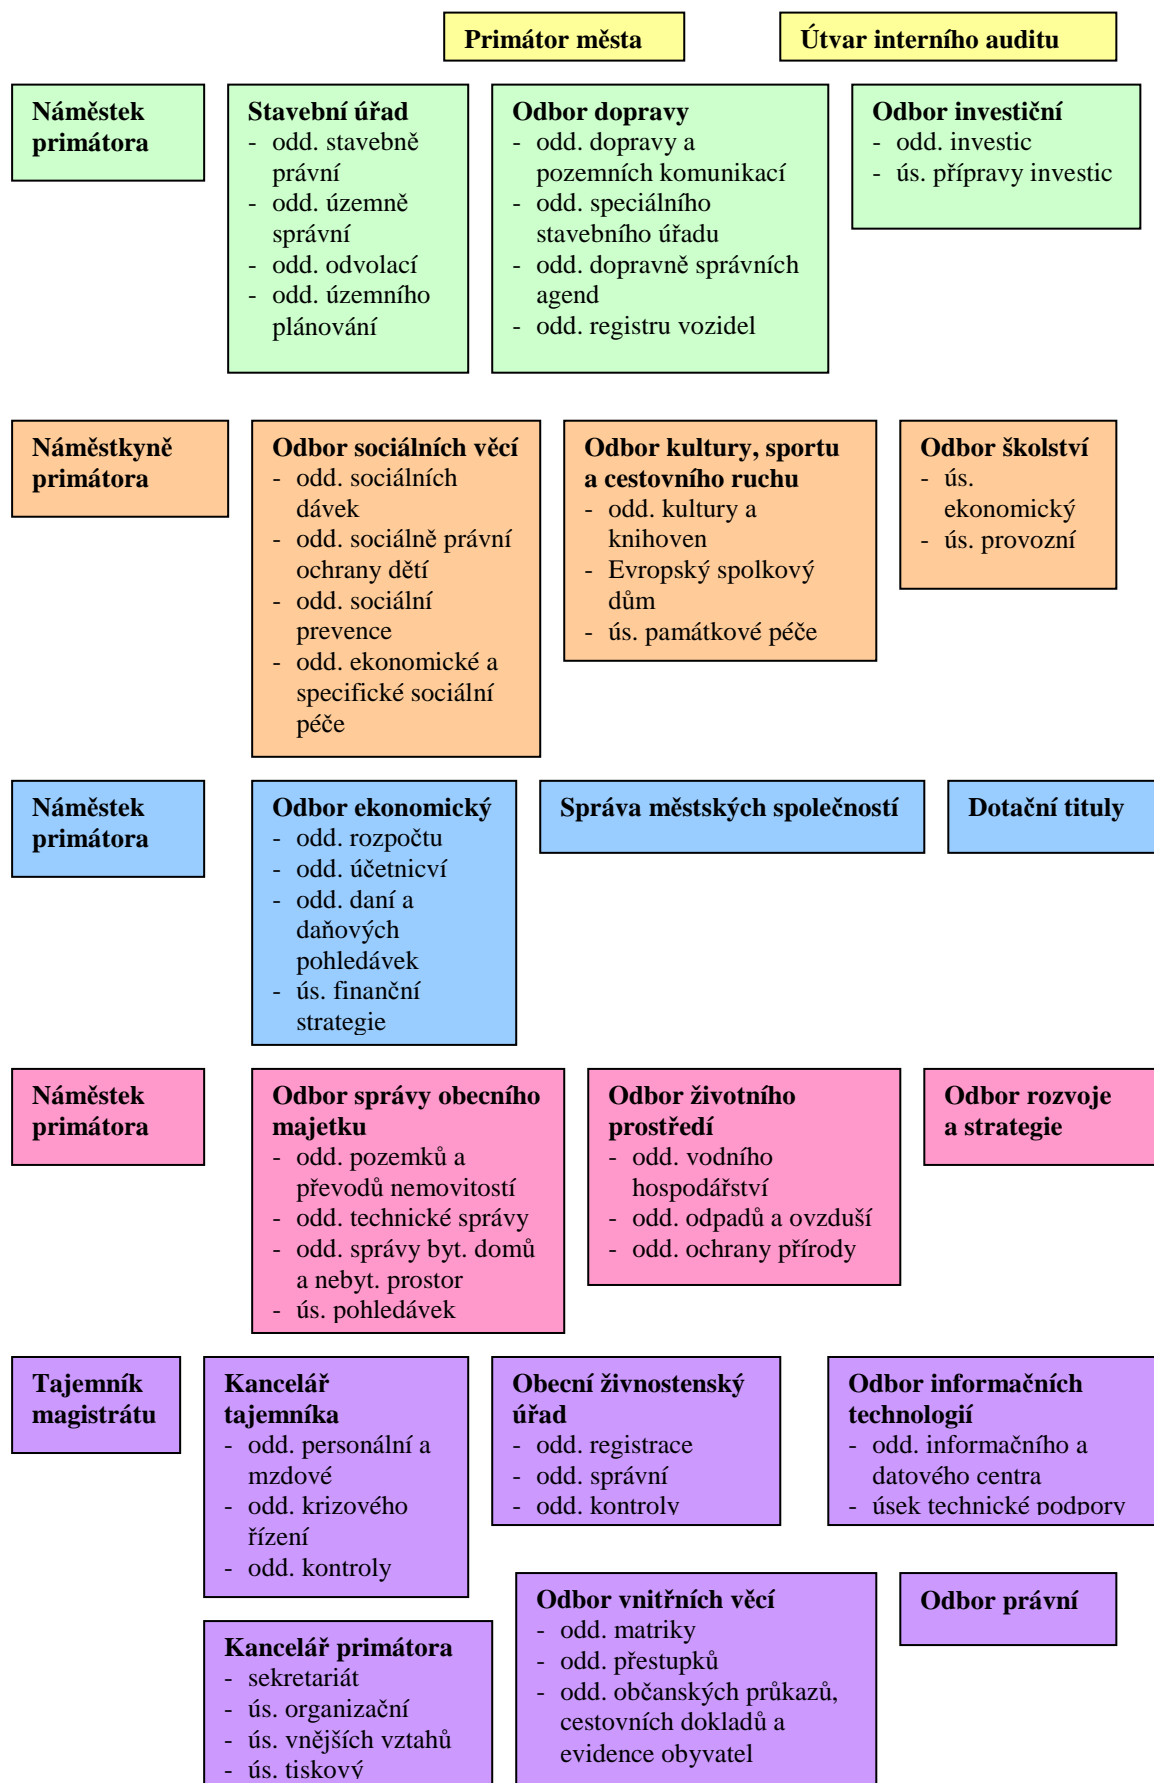 Primátor města
Útvar interního auditu
Náměstek
primátora
Stavební úřad
- odd. stavebně
právní
- odd. územně
správní
- odd. odvolací
- odd. územního
plánování
Odbor dopravy
- odd. dopravy a
pozemních komunikací
- odd. speciálního
stavebního úřadu
- odd. dopravně správních
agend
- odd. registru vozidel
Odbor investiční
- odd. investic
- ús. přípravy investic
Náměstkyně
primátora
Odbor sociálních věcí
- odd. sociálních
dávek
- odd. sociálně právní
ochrany dětí
- odd. sociální
prevence
- odd. ekonomické a
specifické sociální
péče
Odbor kultury, sportu
a cestovního ruchu
- odd. kultury a
knihoven
- Evropský spolkový
dům
- ús. památkové péče
Odbor školství
- ús.
ekonomický
- ús. provozní
Náměstek
primátora
Odbor ekonomický
- odd. rozpočtu
- odd. účetnicví
- odd. daní a
daňových
pohledávek
- ús. finanční
strategie
Správa městských společností
Dotační tituly
Náměstek
primátora
Odbor správy obecního
majetku
- odd. pozemků a
převodů nemovitostí
- odd. technické správy
- odd. správy byt. domů
a nebyt. prostor
- ús. pohledávek
Odbor životního
prostředí
- odd. vodního
hospodářství
- odd. odpadů a ovzduší
- odd. ochrany přírody
Odbor rozvoje
a strategie
Tajemník
magistrátu
Kancelář
tajemníka
- odd. personální a
mzdové
- odd. krizového
řízení
- odd. kontroly
Obecní živnostenský
úřad
- odd. registrace
- odd. správní
- odd. kontroly
Odbor informačních
technologií
- odd. informačního a
datového centra
- úsek technické podpory
Kancelář primátora
- sekretariát
- ús. organizační
- ús. vnějších vztahů
- ús. tiskový
Odbor vnitřních věcí
- odd. matriky
- odd. přestupků
- odd. občanských průkazů,
cestovních dokladů a
evidence obyvatel
Odbor právní